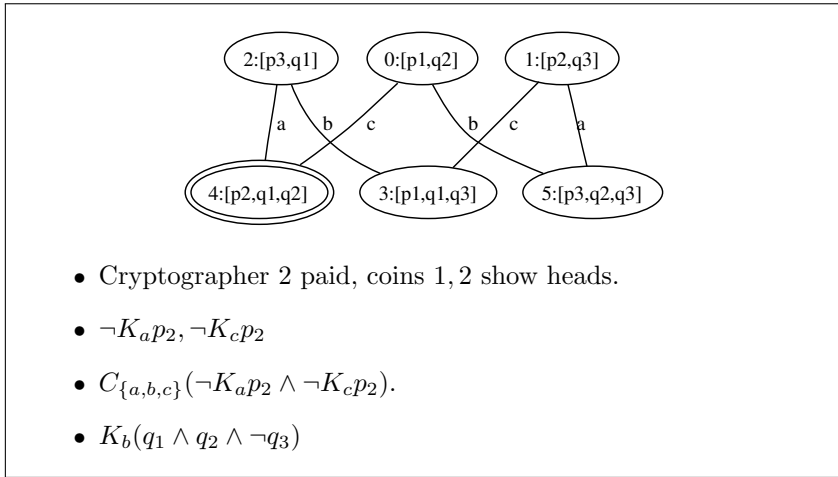 2:[p3,q1] 0:[p1,q2] 1:[p2,q3]
a b c b c a
4:[p2,q1,q2] 3:[p1,q1,q3] 5:[p3,q2,q3]
• Cryptographer 2 paid, coins 1, 2 show heads.
• ¬K_a p_2, ¬K_c p_2
• C_{a,b,c}(¬K_a p_2 ∧ ¬K_c p_2).
• K_b(q_1 ∧ q_2 ∧ ¬q_3)